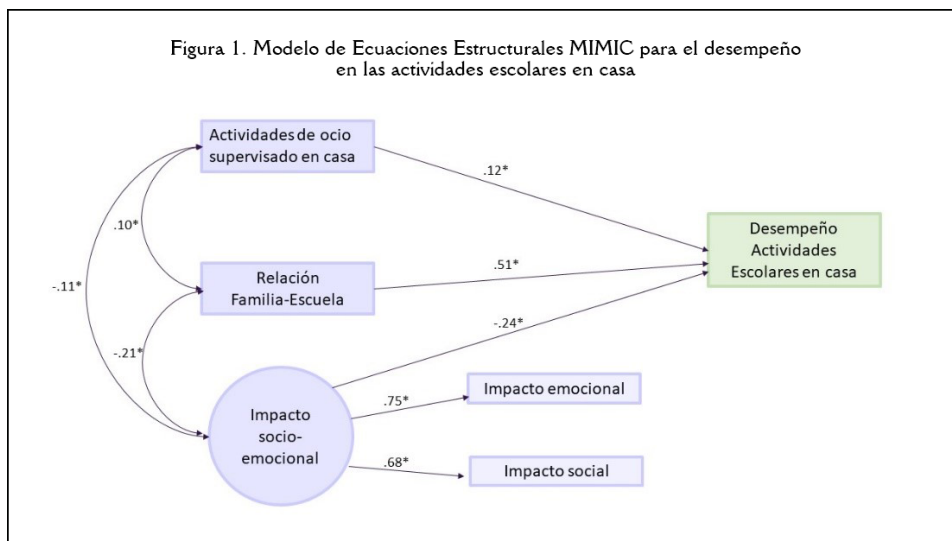 Figura 1. Modelo de Ecuaciones Estructurales MIMIC para el desempeño
en las actividades escolares en casa
Actividades de ocio
supervisado en casa
.12*
.10*
Desempeño
Actividades
Escolares en casa
-.11*
Relación
Familia-Escuela
.51*
-.24*
-.21*
Impacto
socio-
emocional
.75*
Impacto emocional
.68*
Impacto social